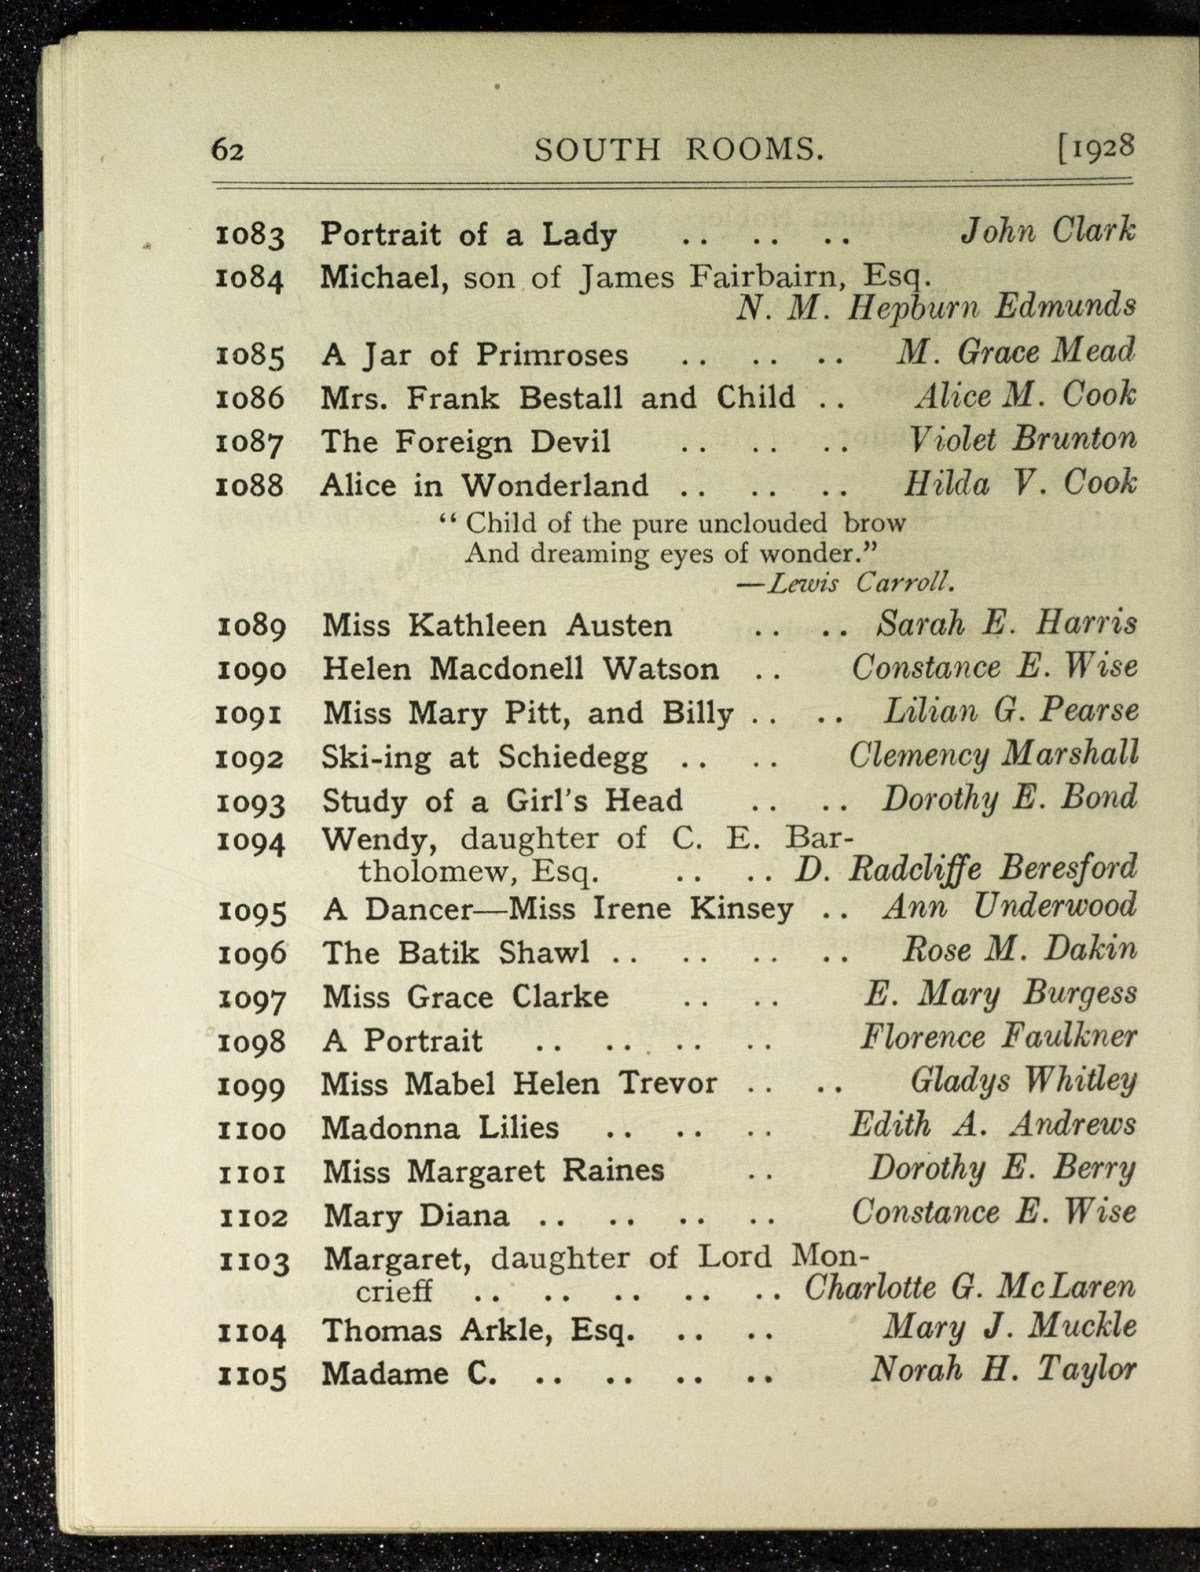 62 SOUTH ROOMS. [1928
1083 Portrait of a Lady .. .. .. John Clark
1084 Michael, son of James Fairbairn, Esq.
N. M. Hepburn Edmunds
1085 A Jar of Primroses .. .. .. M. Grace Mead
1086 Mrs. Frank Bestall and Child .. Alice M. Cook
1087 The Foreign Devil .. .. .. Violet Brunton
1088 Alice in Wonderland .. .. .. Hilda V. Cook
“ Child of the pure unclouded brow
And dreaming eyes of wonder.”
—Lewis Carroll.
1089 Miss Kathleen Austen .. .. Sarah E. Harris
1090 Helen Macdonell Watson .. Constance E. Wise
1091 Miss Mary Pitt, and Billy .. .. Lilian G. Pearse
1092 Ski-ing at Schiedegg .. .. Clemency Marshall
1093 Study of a Girl's Head .. .. Dorothy E. Bond
1094 Wendy, daughter of C. E. Bar-
tholomew, Esq. .. .. D. Radcliffe Beresford
1095 A Dancer—Miss Irene Kinsey .. Ann Underwood
1096 The Batik Shawl .. .. .. .. Rose M. Dakin
1097 Miss Grace Clarke .. .. E. Mary Burgess
1098 A Portrait .. .. .. .. Florence Faulkner
1099 Miss Mabel Helen Trevor .. .. Gladys Whitley
1100 Madonna Lilies .. .. .. Edith A. Andrews
1101 Miss Margaret Raines .. Dorothy E. Berry
1102 Mary Diana .. .. .. .. Constance E. Wise
1103 Margaret, daughter of Lord Mon-
crieff .. .. .. .. .. Charlotte G. McLaren
1104 Thomas Arkle, Esq. .. .. Mary J. Muckle
1105 Madame C. .. .. .. .. Norah H. Taylor